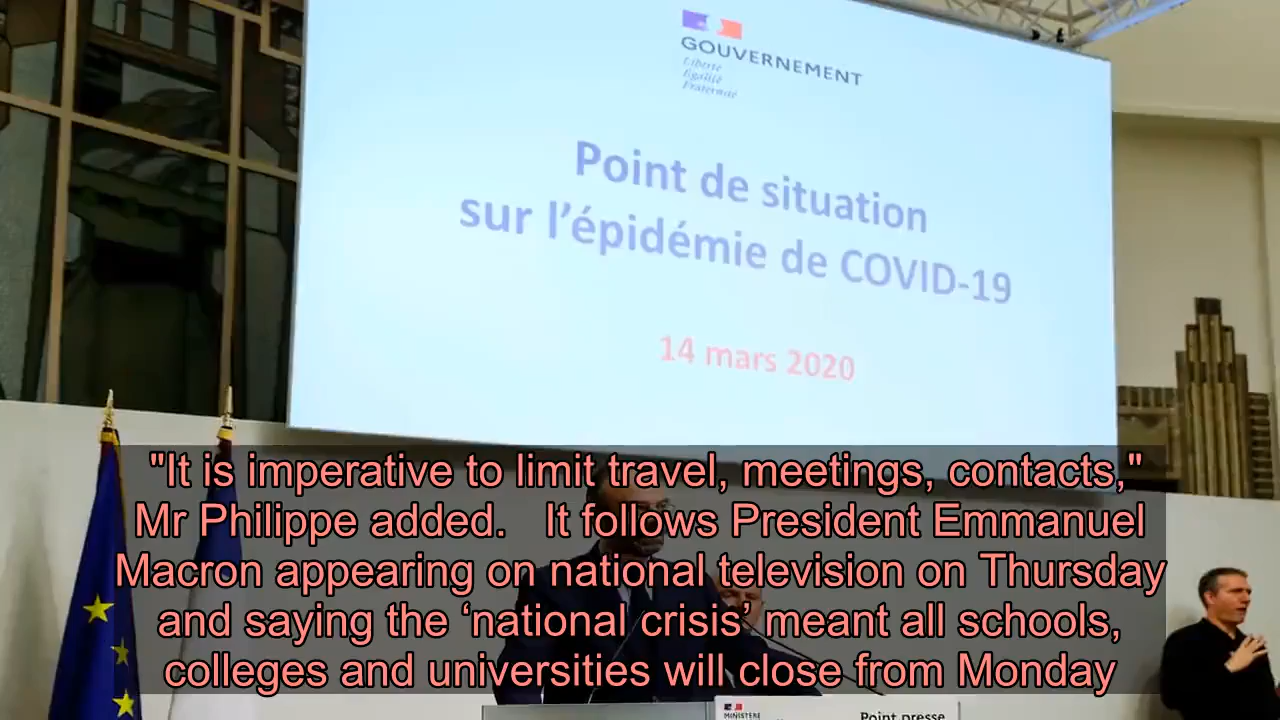 GOUVERNEMENT
Liberté
Égalité
Fraternité
Point de situation
sur l'épidémie de COVID-19
14 mars 2020
"It is imperative to limit travel, meetings, contacts,"
Mr Philippe added. It follows President Emmanuel
Macron appearing on national television on Thursday
and saying the ‘national crisis’ meant all schools,
colleges and universities will close from Monday
MINISTÈRE
Point presse